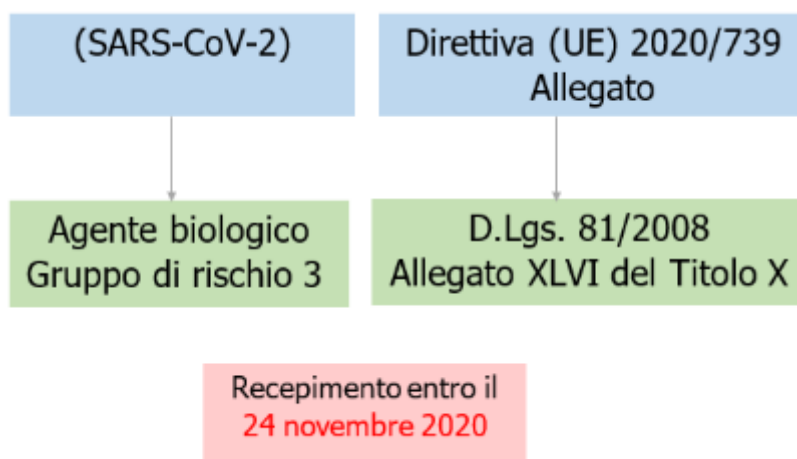 (SARS-CoV-2)
Direttiva (UE) 2020/739
Allegato
Agente biologico
Gruppo di rischio 3
D.Lgs. 81/2008
Allegato XLVI del Titolo X
Recepimento entro il
24 novembre 2020